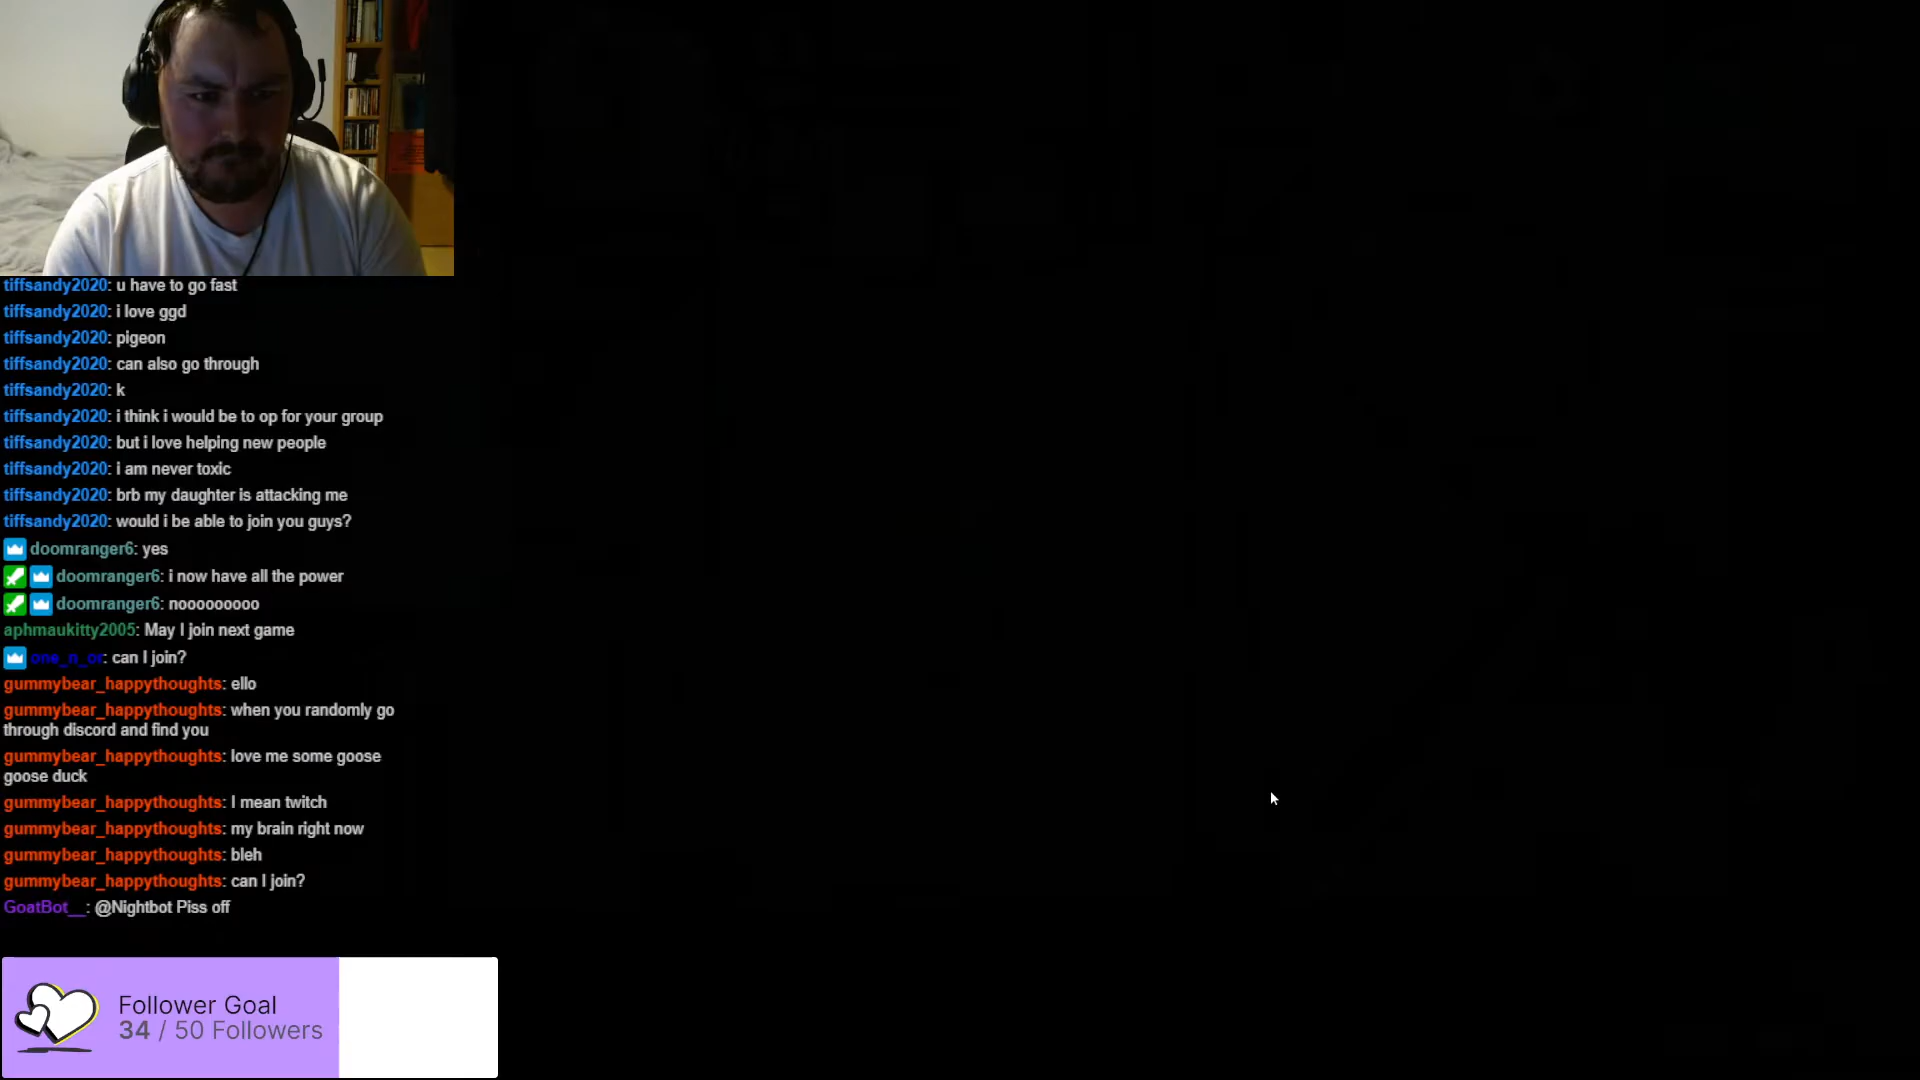 tiffsandy2020: u have to go fast
tiffsandy2020: i love ggd
tiffsandy2020: pigeon
tiffsandy2020: can also go through
tiffsandy2020: k
tiffsandy2020: i think i would be to op for your group
tiffsandy2020: but i love helping new people
tiffsandy2020: i am never toxic
tiffsandy2020: brb my daughter is attacking me
tiffsandy2020: would i be able to join you guys?
doomranger6: yes
doomranger6: i now have all the power
doomranger6: nooooooooo
aphmaukitty2005: May I join next game
one_n_or: can I join?
gummybear_happythoughts: ello
gummybear_happythoughts: when you randomly go
through discord and find you
gummybear_happythoughts: love me some goose
goose duck
gummybear_happythoughts: I mean twitch
gummybear_happythoughts: my brain right now
gummybear_happythoughts: bleh
gummybear_happythoughts: can I join?
GoatBot__: @Nightbot Piss off
Follower Goal
34 / 50 Followers